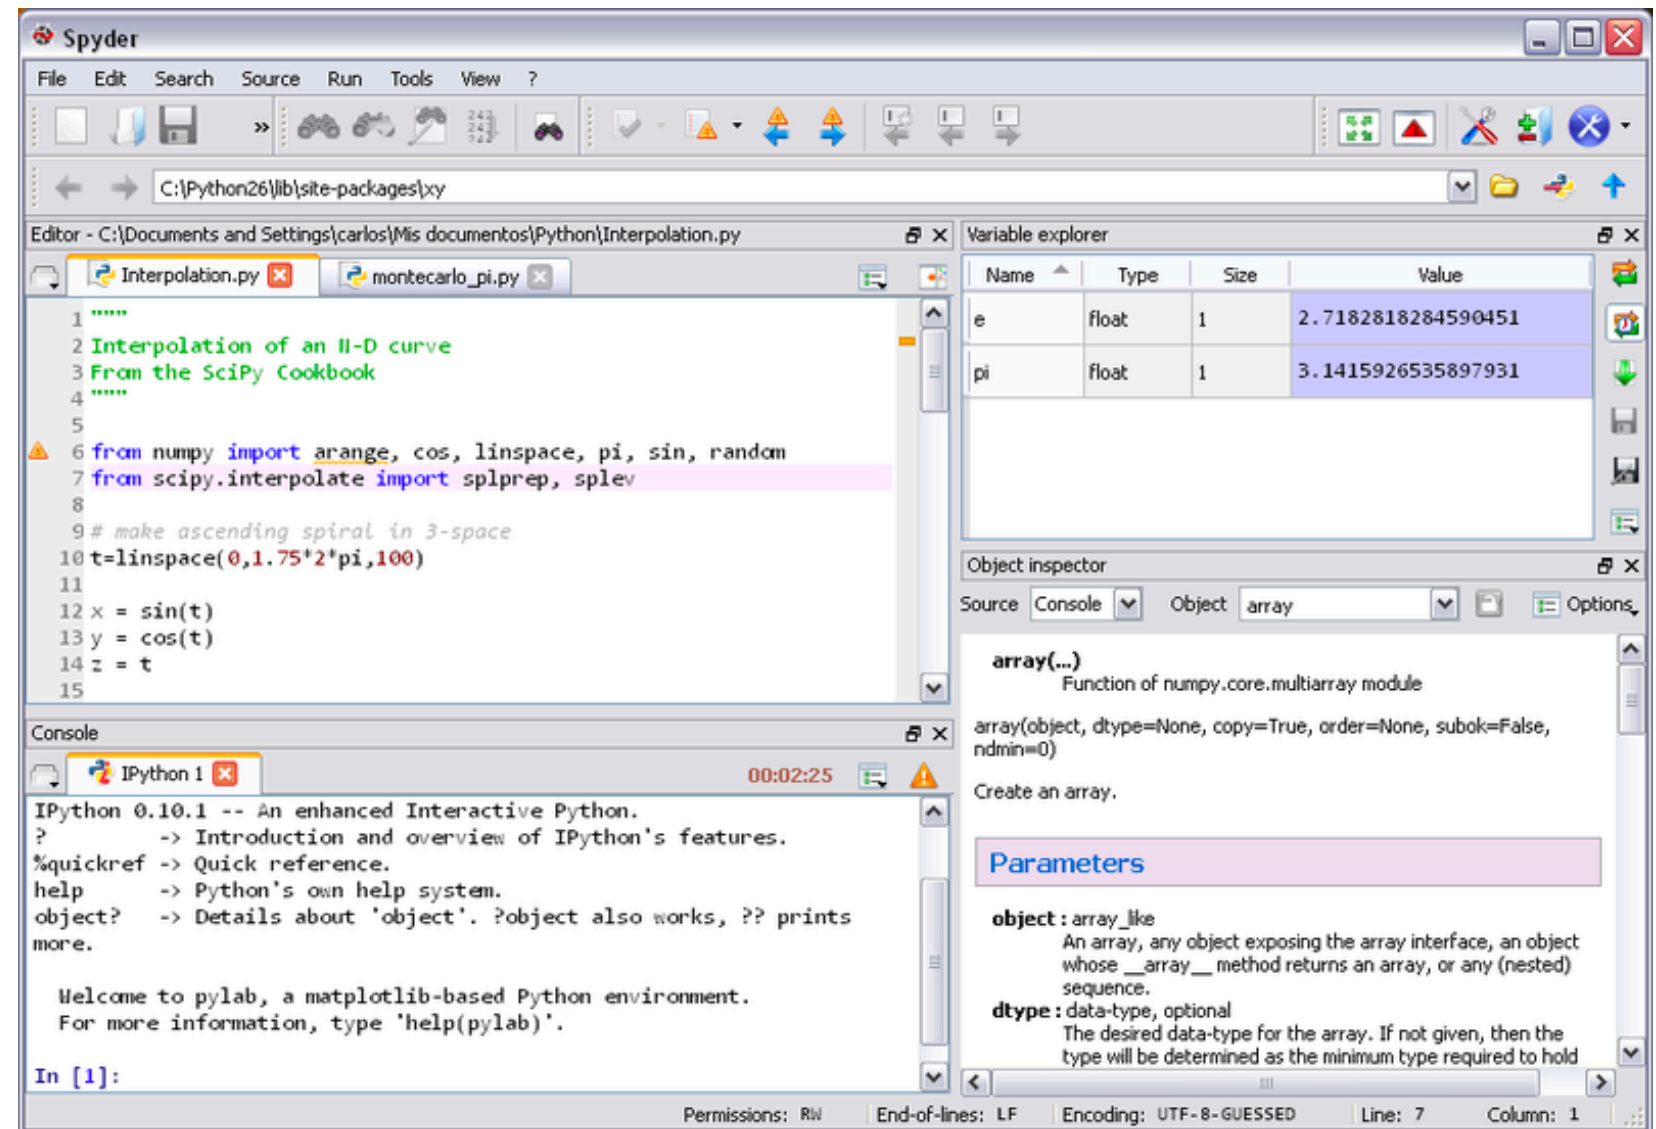 Spyder
File Edit Search Source Run Tools View ?
C:\Python26\lib\site-packages\xy
Editor - C:\Documents and Settings\carlos\Mis documentos\Python\Interpolation.py
Interpolation.py montecarlo_pi.py
1 """
2 Interpolation of an N-D curve
3 From the SciPy Cookbook
4 """
5
6 from numpy import arange, cos, linspace, pi, sin, random
7 from scipy.interpolate import splprep, splev
8
9 # make ascending spiral in 3-space
10 t=linspace(0,1.75*2*pi,100)
11
12 x = sin(t)
13 y = cos(t)
14 z = t
15
Console
IPython 1 00:02:25
IPython 0.10.1 -- An enhanced Interactive Python.
? -> Introduction and overview of IPython's features.
%quickref -> Quick reference.
help -> Python's own help system.
object? -> Details about 'object'. ?object also works, ?? prints
more.
Welcome to pylab, a matplotlib-based Python environment.
For more information, type 'help(pylab)'.
In [1]:
Variable explorer
Name Type Size Value
e float 1 2.7182818284590451
pi float 1 3.1415926535897931
Object inspector
Source Console Object array Options
array(...)
Function of numpy.core.multiarray module
array(object, dtype=None, copy=True, order=None, subok=False,
ndmin=0)
Create an array.
Parameters
object : array_like
An array, any object exposing the array interface, an object
whose __array__ method returns an array, or any (nested)
sequence.
dtype : data-type, optional
The desired data-type for the array. If not given, then the
type will be determined as the minimum type required to hold
Permissions: RW End-of-lines: LF Encoding: UTF-8-GUESSED Line: 7 Column: 1